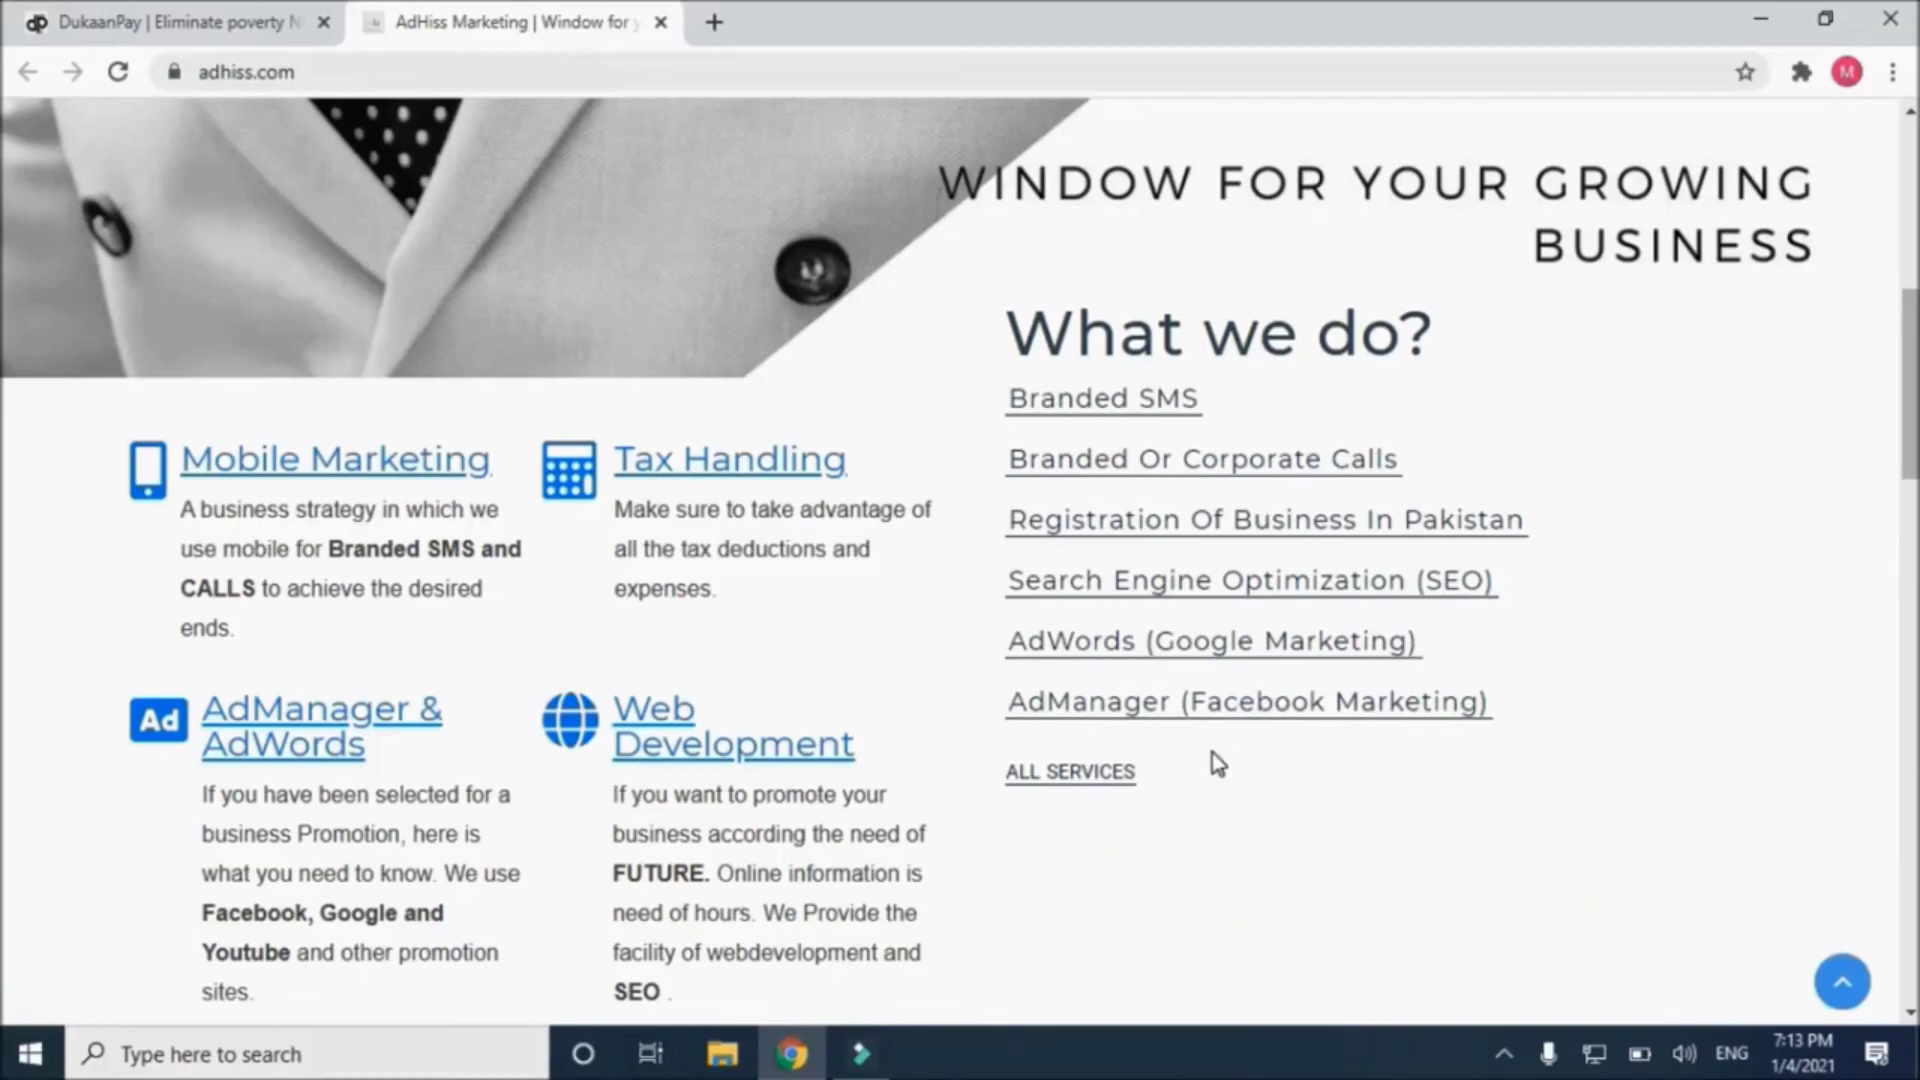 DukaanPay | Eliminate poverty N
AdHiss Marketing | Window for y
adhiss.com
M
WINDOW FOR YOUR GROWING
BUSINESS
What we do?
Branded SMS
Branded Or Corporate Calls
Registration Of Business In Pakistan
Search Engine Optimization (SEO)
AdWords (Google Marketing)
AdManager (Facebook Marketing)
ALL SERVICES
Mobile Marketing
A business strategy in which we
use mobile for Branded SMS and
CALLS to achieve the desired
ends.
Tax Handling
Make sure to take advantage of
all the tax deductions and
expenses.
Ad
AdManager &
AdWords
If you have been selected for a
business Promotion, here is
what you need to know. We use
Facebook, Google and
Youtube and other promotion
sites.
Web
Development
If you want to promote your
business according the need of
FUTURE. Online information is
need of hours. We Provide the
facility of webdevelopment and
SEO .
Type here to search
ENG
7:13 PM
1/4/2021